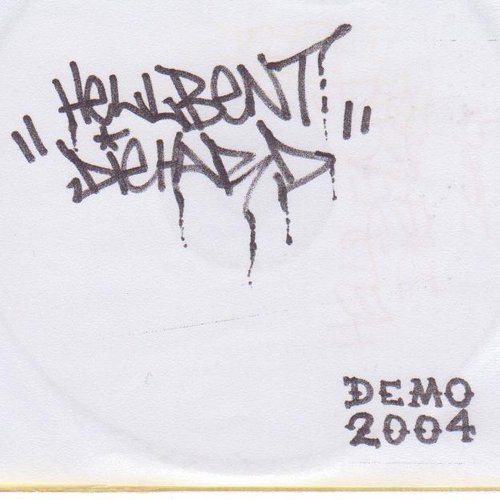 "HELLBENT
*DIEHARD"
DEMO
2004